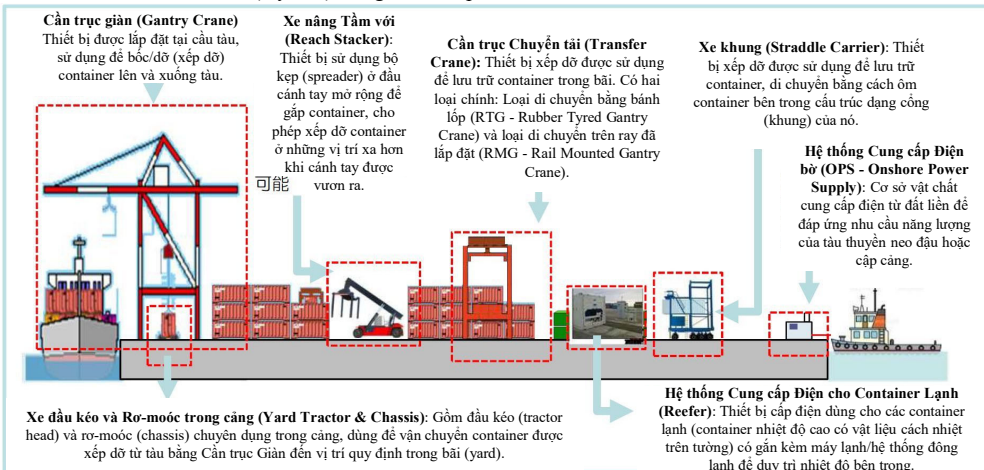 Cần trục giàn (Gantry Crane)
Thiết bị được lắp đặt tại cầu tàu,
sử dụng để bốc/dỡ (xếp dỡ)
container lên và xuống tàu.
Xe nâng Tầm với
(Reach Stacker):
Thiết bị sử dụng bộ
kẹp (spreader) ở đầu
cánh tay mở rộng để
gắp container, cho
phép xếp dỡ container
ở những vị trí xa hơn
khi cánh tay được
vươn ra.
可能
Cần trục Chuyển tải (Transfer
Crane): Thiết bị xếp dỡ được sử dụng
để lưu trữ container trong bãi. Có hai
loại chính: Loại di chuyển bằng bánh
lốp (RTG - Rubber Tyred Gantry
Crane) và loại di chuyển trên ray đã
lắp đặt (RMG - Rail Mounted Gantry
Crane).
Xe khung (Straddle Carrier): Thiết
bị xếp dỡ được sử dụng để lưu trữ
container, di chuyển bằng cách ôm
container bên trong cấu trúc dạng cổng
(khung) của nó.
Hệ thống Cung cấp Điện
bờ (OPS - Onshore Power
Supply): Cơ sở vật chất
cung cấp điện từ đất liền để
đáp ứng nhu cầu năng lượng
của tàu thuyền neo đậu hoặc
cập cảng.
Xe đầu kéo và Rơ-moóc trong cảng (Yard Tractor & Chassis): Gồm đầu kéo (tractor
head) và rơ-moóc (chassis) chuyên dụng trong cảng, dùng để vận chuyển container được
xếp dỡ từ tàu bằng Cần trục Giàn đến vị trí quy định trong bãi (yard).
Hệ thống Cung cấp Điện cho Container Lạnh
(Reefer): Thiết bị cấp điện dùng cho các container
lạnh (container nhiệt độ cao có vật liệu cách nhiệt
trên tường) có gắn kèm máy lạnh/hệ thống đông
lạnh để duy trì nhiệt độ bên trong.